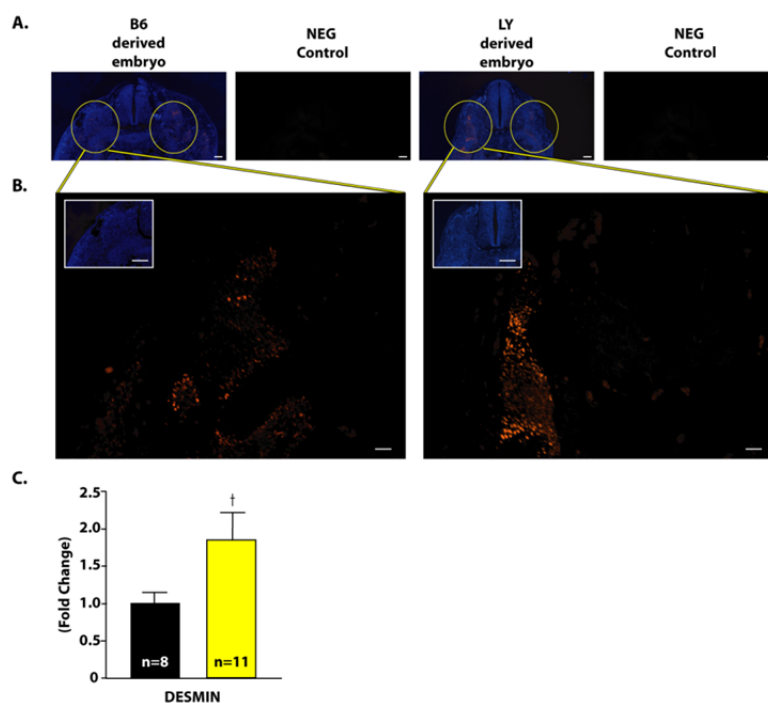 A.
B6
derived
embryo
NEG
Control
LY
derived
embryo
NEG
Control
B.
C.
(Fold Change)
2.5
2.0
1.5
1.0
0.5
0
†
n=8
n=11
DESMIN